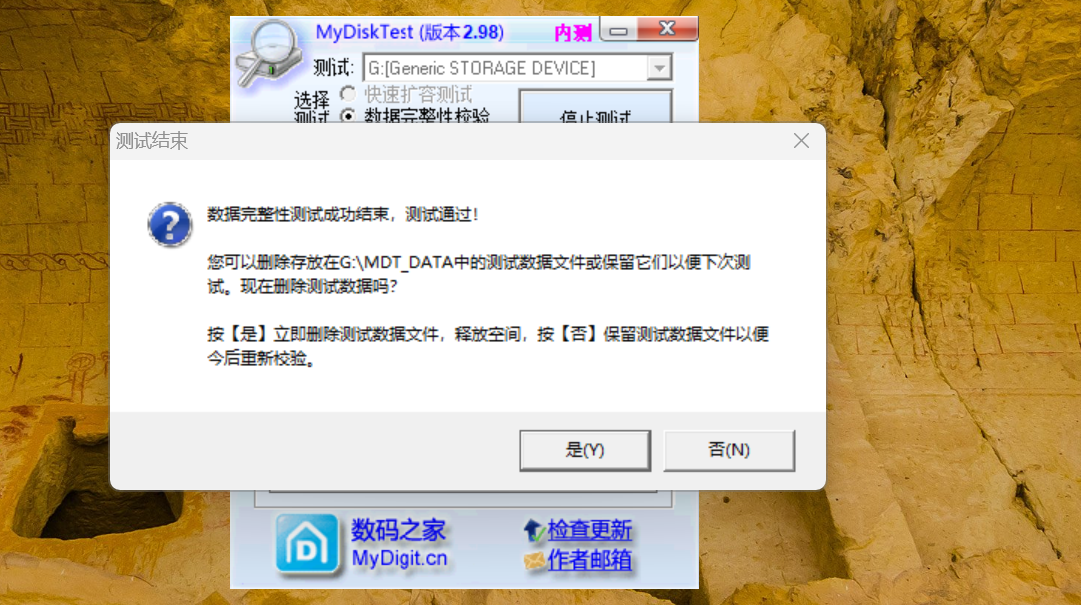 MyDiskTest (版本2.98) 内测
测试: G:[Generic STORAGE DEVICE]
选择 快速扩容测试
测试 数据完整性校验 停止测试
测试结束
数据完整性测试成功结束，测试通过！
您可以删除存放在G:\MDT_DATA中的测试数据文件或保留它们以便下次测
试。现在删除测试数据吗？
按【是】立即删除测试数据文件，释放空间，按【否】保留测试数据文件以便
今后重新校验。
是(Y) 否(N)
数码之家 检查更新
MyDigit.cn 作者邮箱